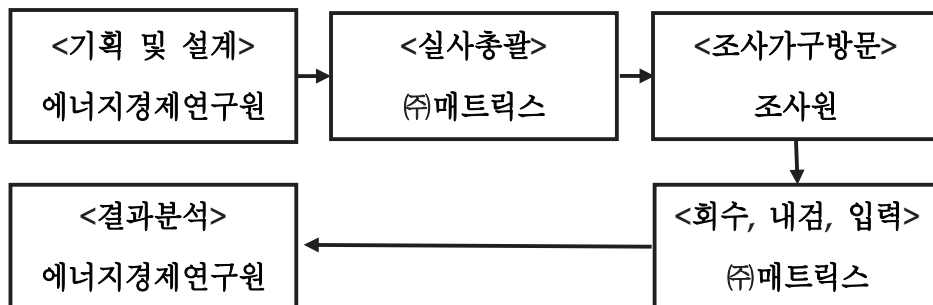 <기획 및 설계>
에너지경제연구원
<실사총괄>
㈜매트릭스
<조사가구방문>
조사원
<회수, 내검, 입력>
㈜매트릭스
<결과분석>
에너지경제연구원